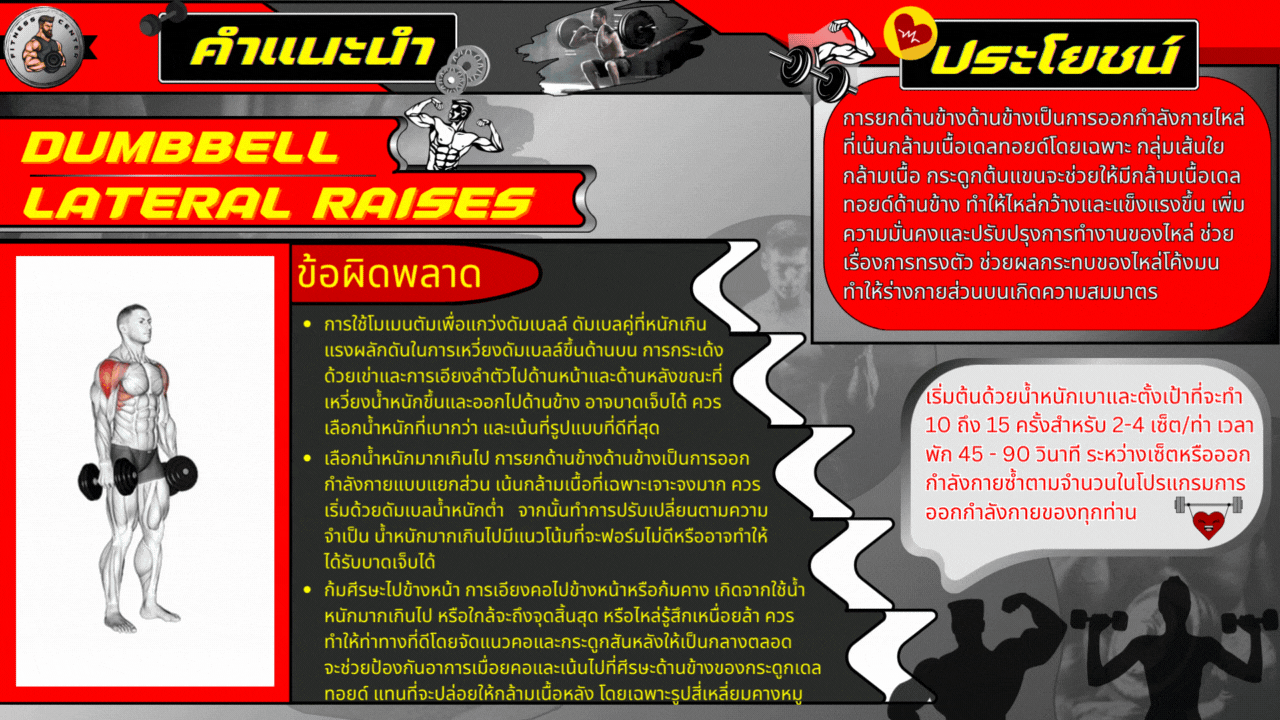 FITNESS CENTER
คำแนะนำ
ประโยชน์
DUMBBELL
LATERAL RAISES
การยกด้านข้างด้านข้างเป็นการออกกำลังกายไหล่
ที่เน้นกล้ามเนื้อเดลทอยด์โดยเฉพาะ กลุ่มเส้นใย
กล้ามเนื้อ กระดูกต้นแขนจะช่วยให้มีกล้ามเนื้อเดล
ทอยด์ด้านข้าง ทำให้ไหล่กว้างและแข็งแรงขึ้น เพิ่ม
ความมั่นคงและปรับปรุงการทำงานของไหล่ ช่วย
เรื่องการทรงตัว ช่วยผลกระทบของไหล่โค้งมน
ทำให้ร่างกายส่วนบนเกิดความสมมาตร
ข้อผิดพลาด
• การใช้โมเมนตัมเพื่อแกว่งดัมเบลล์ ดัมเบลคู่ที่หนักเกิน
แรงผลักดันในการเหวี่ยงดัมเบลล์ขึ้นด้านบน การกระเด้ง
ด้วยเข่าและการเอียงลำตัวไปด้านหน้าและด้านหลังขณะที่
เหวี่ยงน้ำหนักขึ้นและออกไปด้านข้าง อาจบาดเจ็บได้ ควร
เลือกน้ำหนักที่เบากว่า และเน้นที่รูปแบบที่ดีที่สุด
• เลือกน้ำหนักมากเกินไป การยกด้านข้างด้านข้างเป็นการออก
กำลังกายแบบแยกส่วน เน้นกล้ามเนื้อที่เฉพาะเจาะจงมาก ควร
เริ่มด้วยดัมเบลน้ำหนักต่ำ จากนั้นทำการปรับเปลี่ยนตามความ
จำเป็น น้ำหนักมากเกินไปมีแนวโน้มที่จะฟอร์มไม่ดีหรืออาจทำให้
ได้รับบาดเจ็บได้
• ก้มศีรษะไปข้างหน้า การเอียงคอไปข้างหน้าหรือก้มคาง เกิดจากใช้น้ำ
หนักมากเกินไป หรือใกล้จะถึงจุดสิ้นสุด หรือไหล่รู้สึกเหนื่อยล้า ควร
ทำให้ท่าทางที่ดีโดยจัดแนวคอและกระดูกสันหลังให้เป็นกลางตลอด
จะช่วยป้องกันอาการเมื่อยคอและเน้นไปที่ศีรษะด้านข้างของกระดูกเดล
ทอยด์ แทนที่จะปล่อยให้กล้ามเนื้อหลัง โดยเฉพาะรูปสี่เหลี่ยมคางหมู
เริ่มต้นด้วยน้ำหนักเบาและตั้งเป้าที่จะทำ
10 ถึง 15 ครั้งสำหรับ 2-4 เซ็ต/ท่า เวลา
พัก 45 - 90 วินาที ระหว่างเซ็ตหรือออก
กำลังกายซ้ำตามจำนวนในโปรแกรมการ
ออกกำลังกายของทุกท่าน